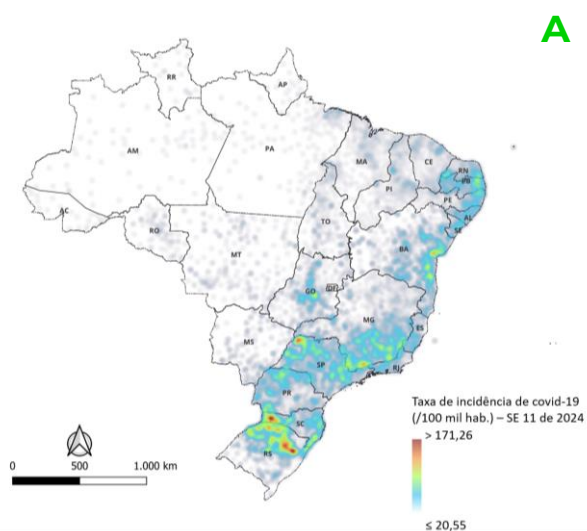 A
RR
AP
AM
PA
MA
CE
RN
PB
PI
PE
AL
SE
AC
RO
TO
BA
MT
GO
MG
ES
MS
SP
RJ
PR
SC
RS
Taxa de incidência de covid-19
(/100 mil hab.) – SE 11 de 2024
> 171,26
≤ 20,55
0 500 1.000 km